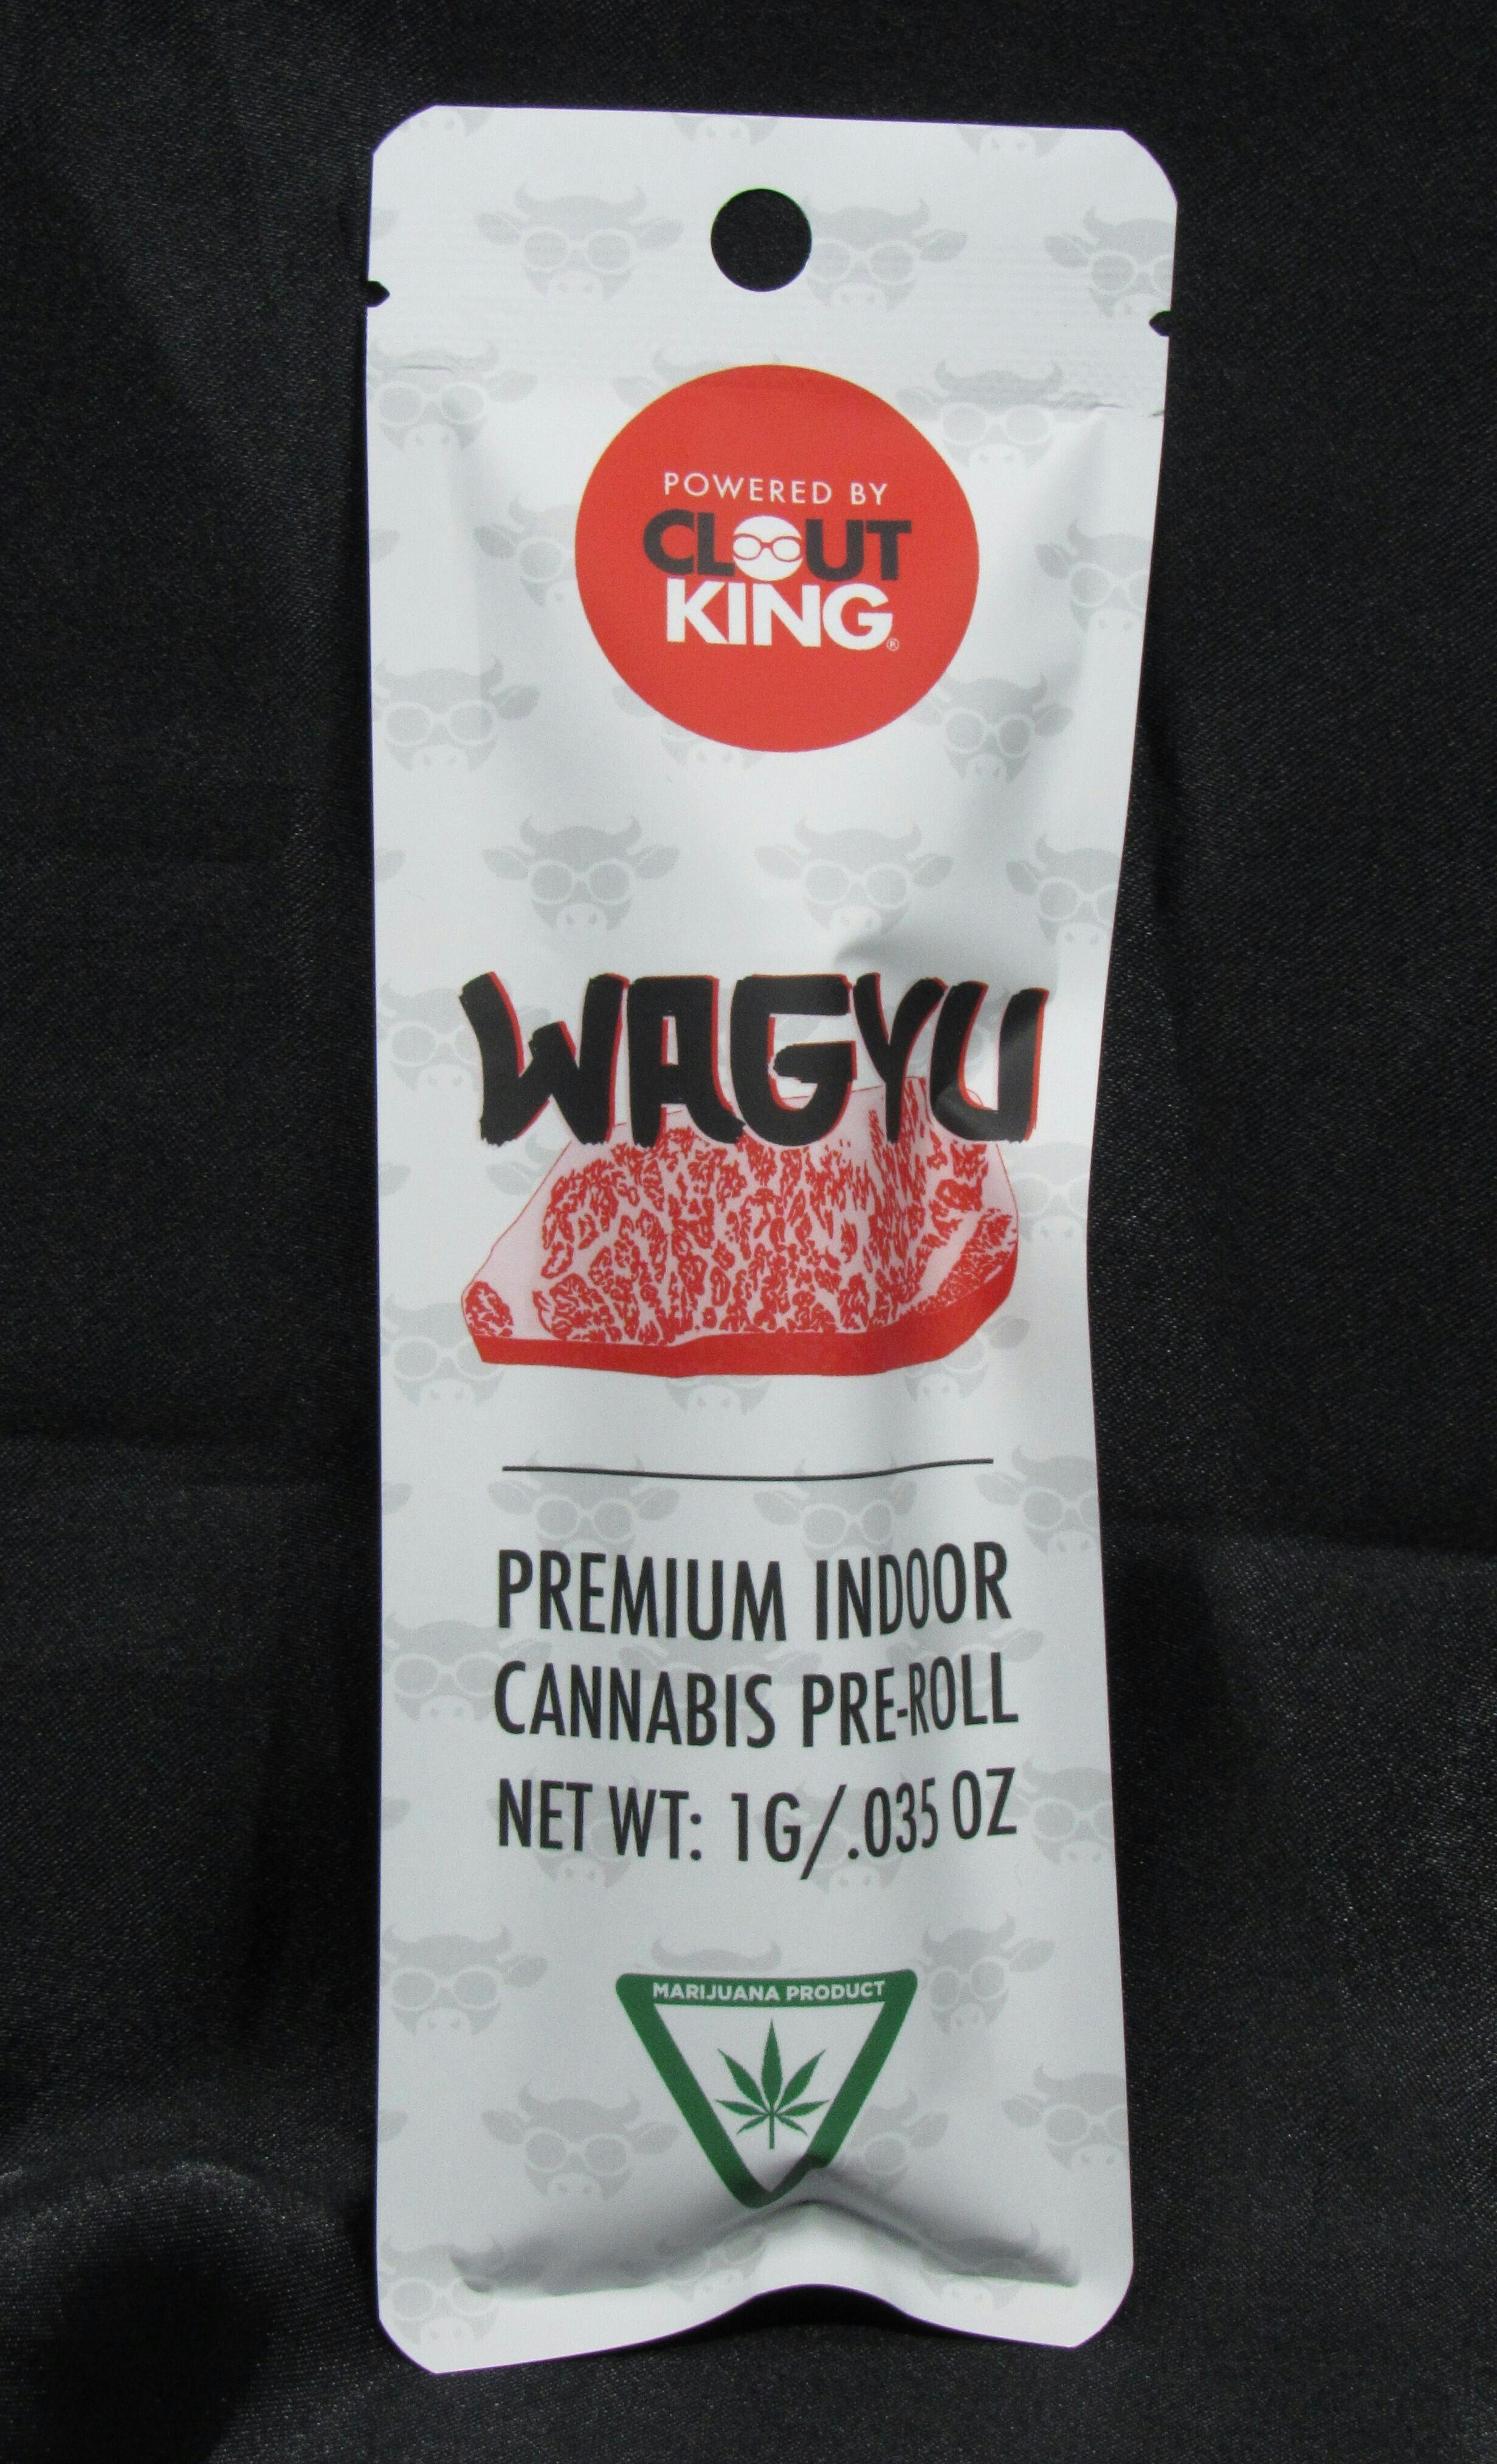 POWERED BY
CLOUT
KING®
WAGYU
PREMIUM INDOOR
CANNABIS PRE-ROLL
NET WT: 1G/.035 OZ
MARIJUANA PRODUCT